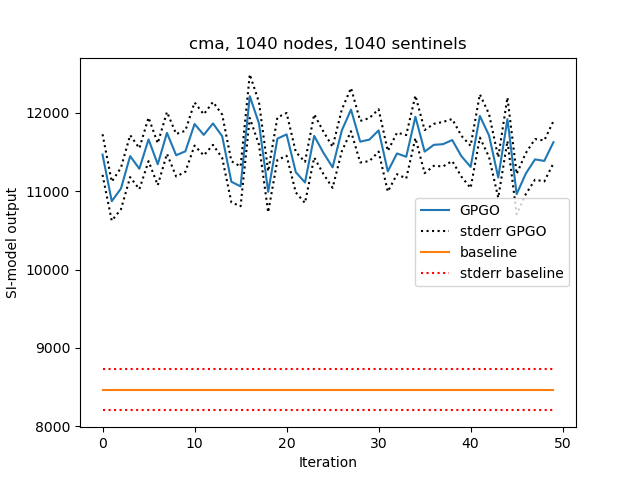 cma, 1040 nodes, 1040 sentinels
SI-model output
12000
11000
10000
9000
8000
GPGO
stderr GPGO
baseline
stderr baseline
0
10
20
30
40
50
Iteration